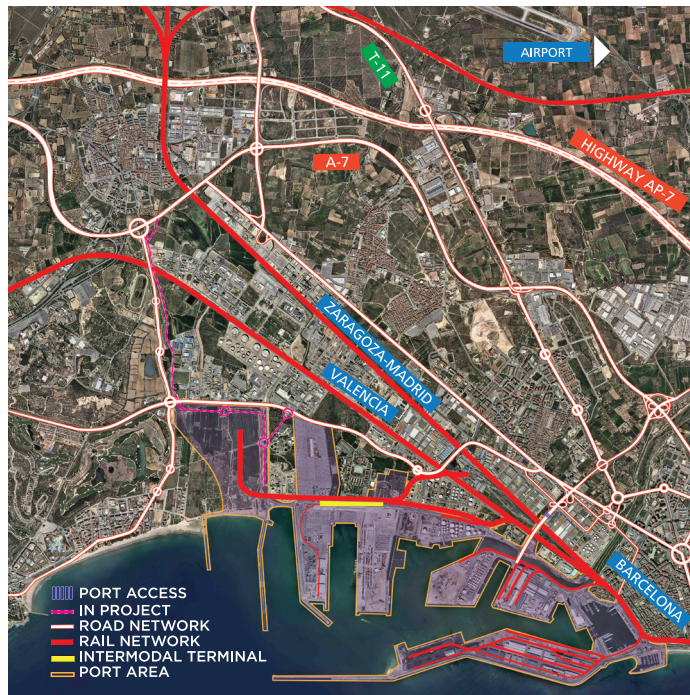 AIRPORT
T-11
HIGHWAY AP-7
A-7
ZARAGOZA-MADRID
VALENCIA
BARCELONA
PORT ACCESS
IN PROJECT
ROAD NETWORK
RAIL NETWORK
INTERMODAL TERMINAL
PORT AREA